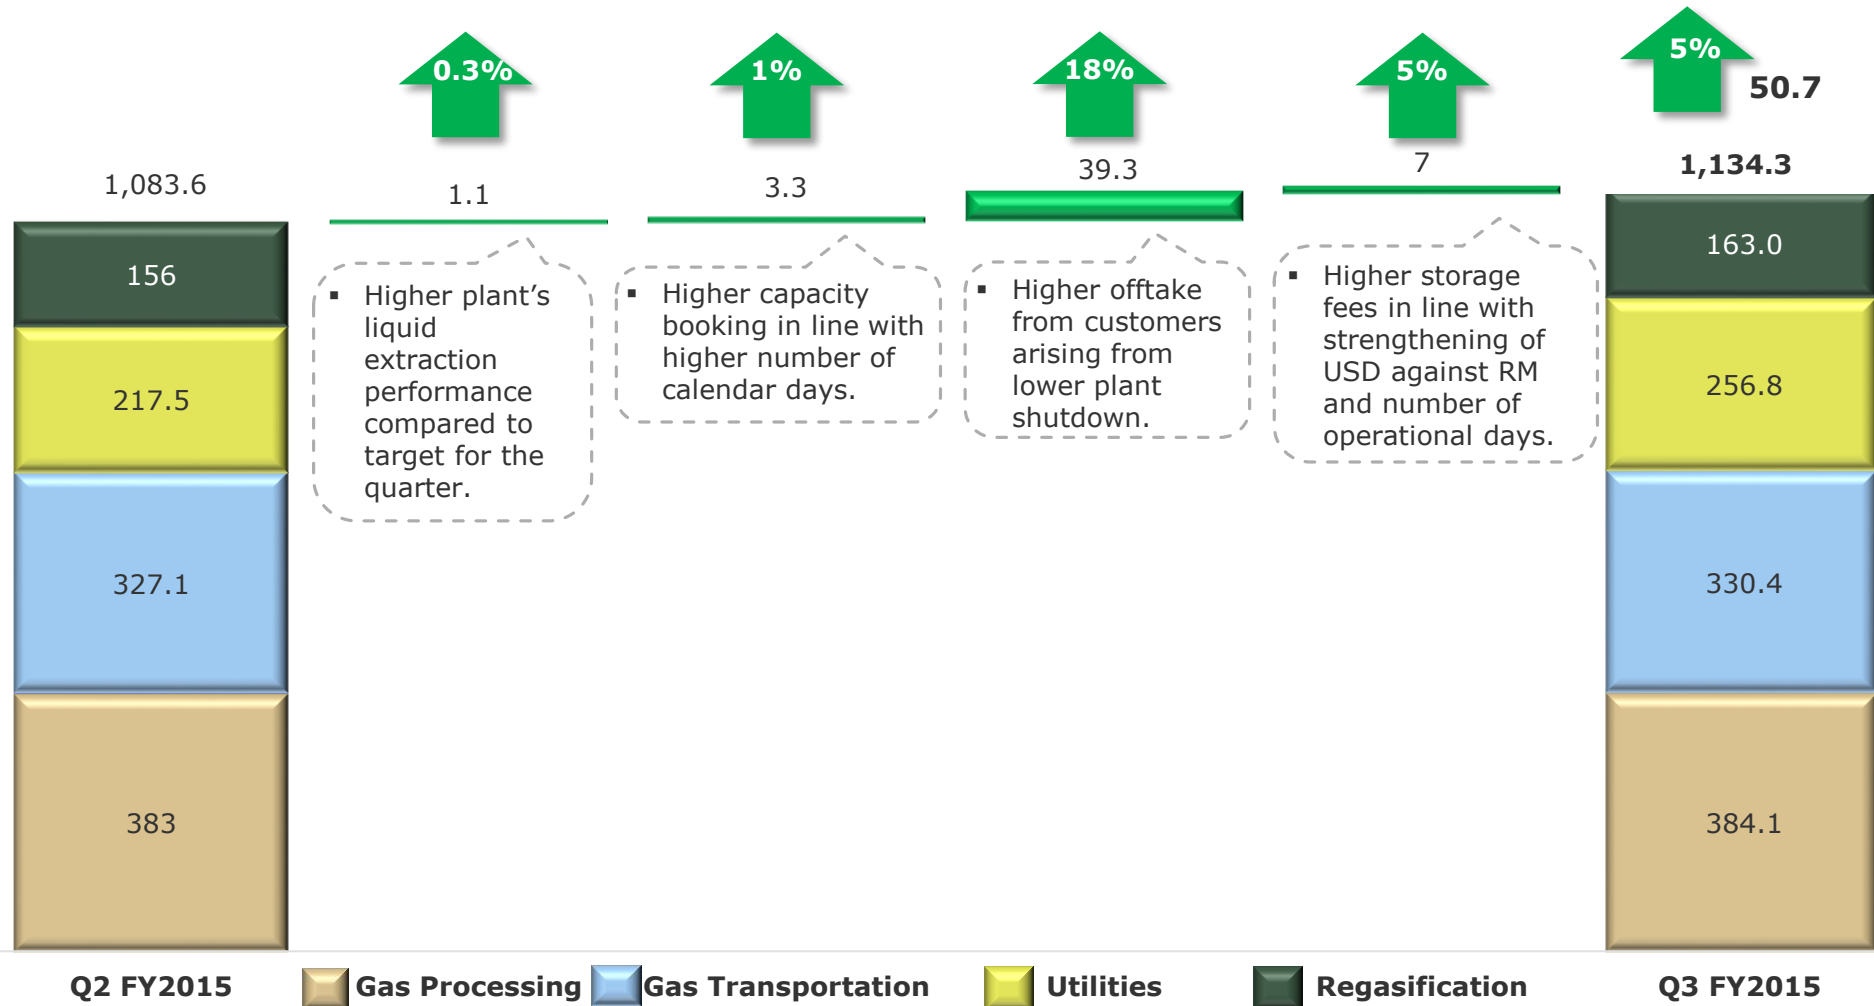 0.3%
1%
18%
5%
5%
50.7
1,083.6
1.1
3.3
39.3
7
1,134.3
156
217.5
327.1
383
▪ Higher plant’s
liquid
extraction
performance
compared to
target for the
quarter.
▪ Higher capacity
booking in line with
higher number of
calendar days.
▪ Higher offtake
from customers
arising from
lower plant
shutdown.
▪ Higher storage
fees in line with
strengthening of
USD against RM
and number of
operational days.
163.0
256.8
330.4
384.1
Q2 FY2015
Gas Processing
Gas Transportation
Utilities
Regasification
Q3 FY2015